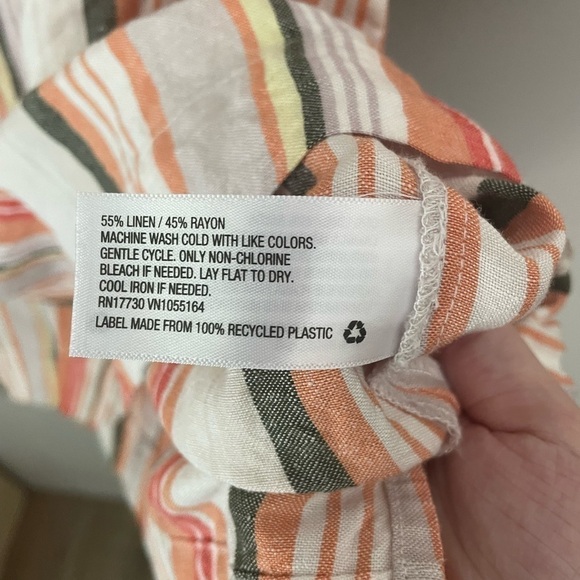 55% LINEN / 45% RAYON
MACHINE WASH COLD WITH LIKE COLORS.
GENTLE CYCLE. ONLY NON-CHLORINE
BLEACH IF NEEDED. LAY FLAT TO DRY.
COOL IRON IF NEEDED.
RN17730 VN1055164
LABEL MADE FROM 100% RECYCLED PLASTIC